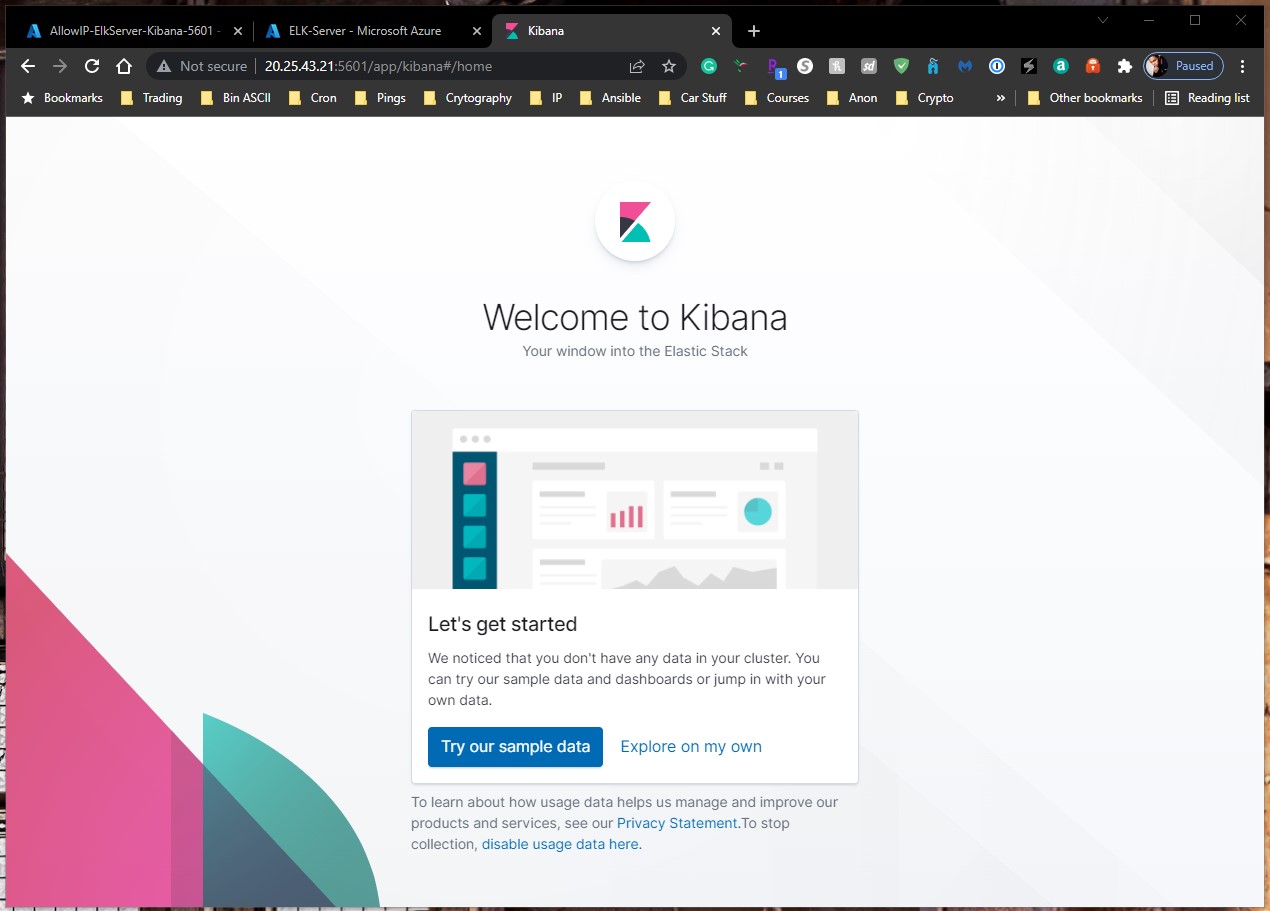 AllowIP-ElkServer-Kibana-5601 -
ELK-Server - Microsoft Azure
Kibana
Not secure
20.25.43.21:5601/app/kibana#/home
1
S
sd
a
Paused
Bookmarks
Trading
Bin ASCII
Cron
Pings
Crytography
IP
Ansible
Car Stuff
Courses
Anon
Crypto
»
Other bookmarks
Reading list
Welcome to Kibana
Your window into the Elastic Stack
Let's get started
We noticed that you don't have any data in your cluster. You
can try our sample data and dashboards or jump in with your
own data.
Try our sample data
Explore on my own
To learn about how usage data helps us manage and improve our
products and services, see our Privacy Statement.To stop
collection, disable usage data here.